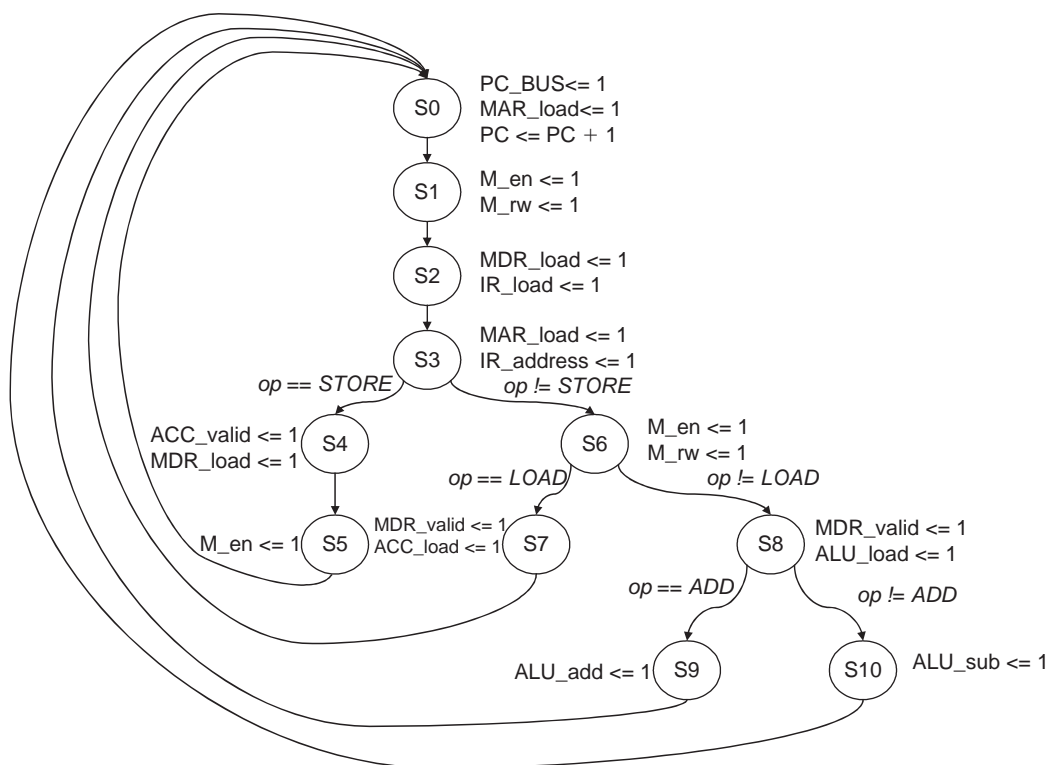 PC_BUS<= 1
S0
MAR_load<= 1
PC <= PC + 1
S1
M_en <= 1
M_rw <= 1
S2
MDR_load <= 1
IR_load <= 1
S3
MAR_load <= 1
IR_address <= 1
op == STORE
op != STORE
ACC_valid <= 1
MDR_load <= 1
S4
S6
M_en <= 1
M_rw <= 1
op == LOAD
op != LOAD
M_en <= 1
S5
MDR_valid <= 1
ACC_load <= 1
S7
S8
MDR_valid <= 1
ALU_load <= 1
op == ADD
op != ADD
ALU_add <= 1
S9
S10
ALU_sub <= 1